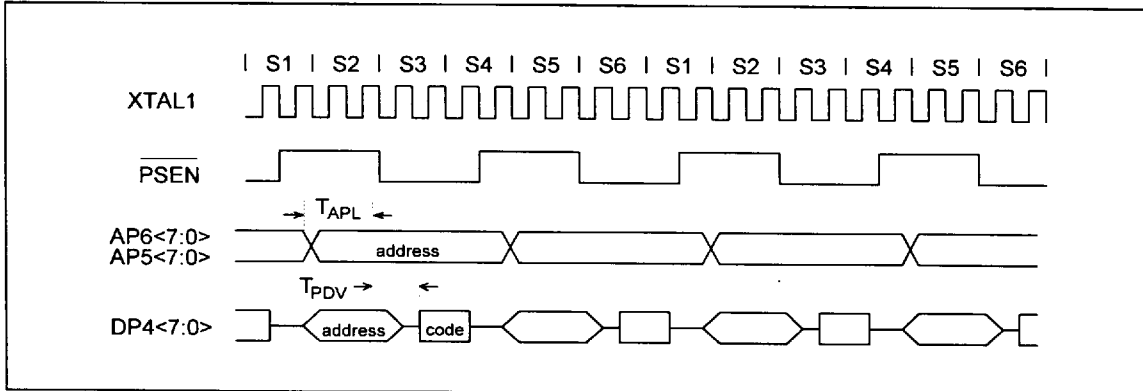 | S1 | S2 | S3 | S4 | S5 | S6 | S1 | S2 | S3 | S4 | S5 | S6 |
XTAL1
PSEN
TAPL
AP6<7:0>
AP5<7:0>
address
TPDV
DP4<7:0>
address
code